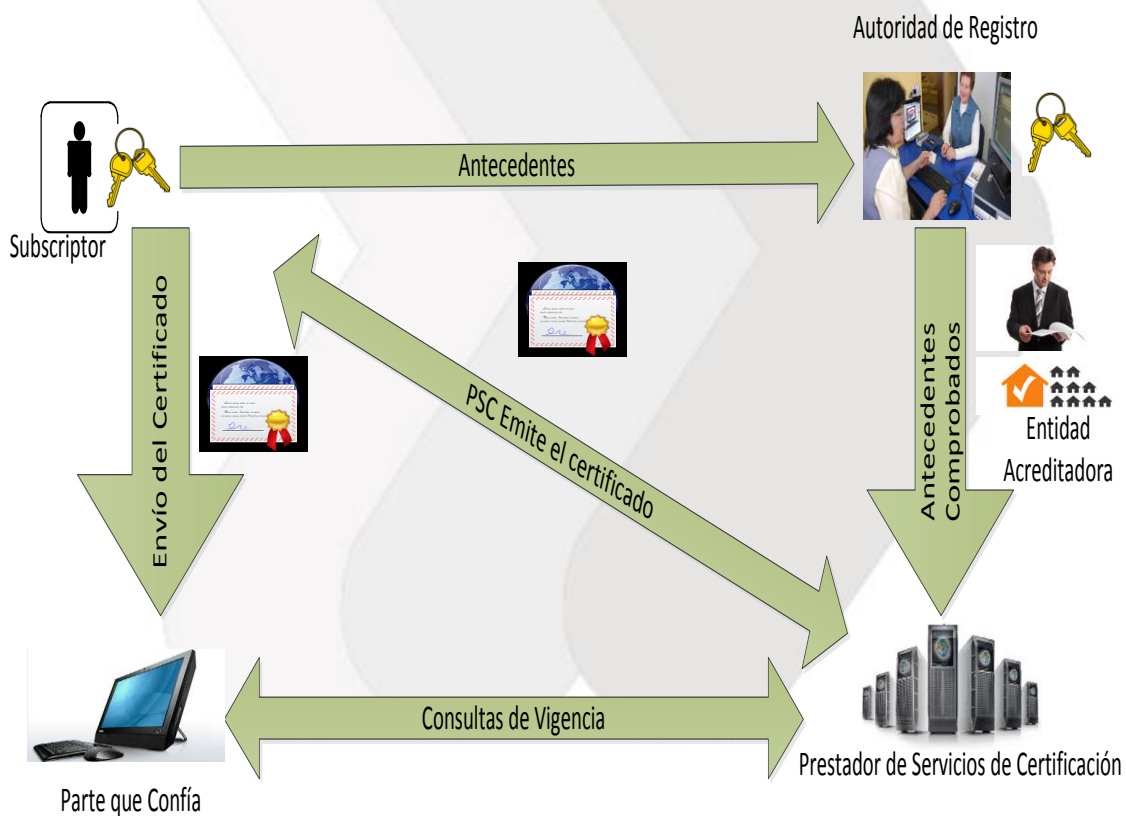 Autoridad de Registro
Antecedentes
Subscriptor
Envío del Certificado
PSC Emite el certificado
Antecedentes
Comprobados
Entidad
Acreditadora
Consultas de Vigencia
Prestador de Servicios de Certificación
Parte que Confía